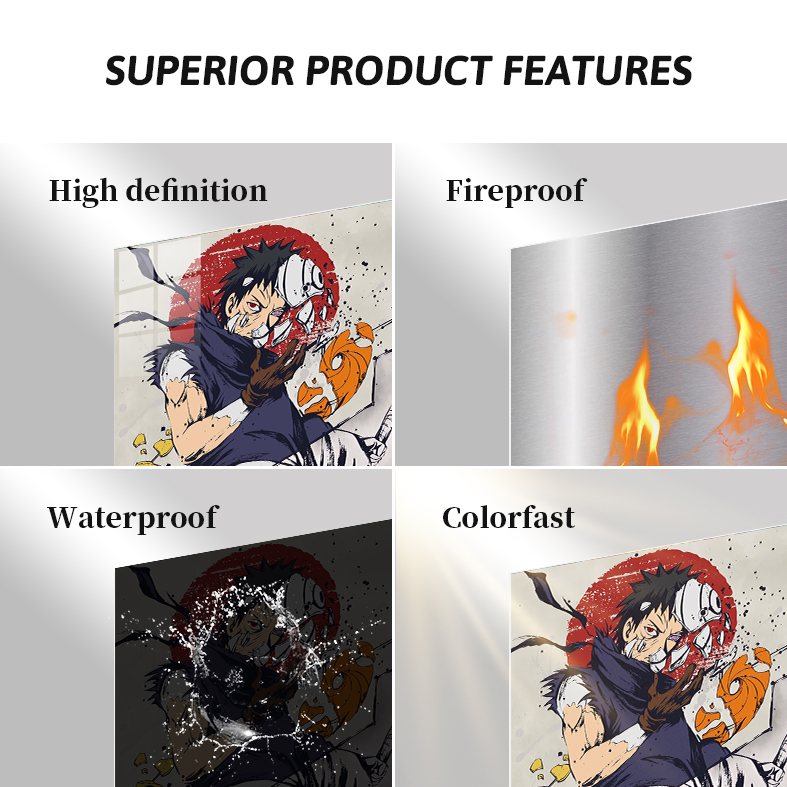 SUPERIOR PRODUCT FEATURES
High definition
Fireproof
Waterproof
Colorfast